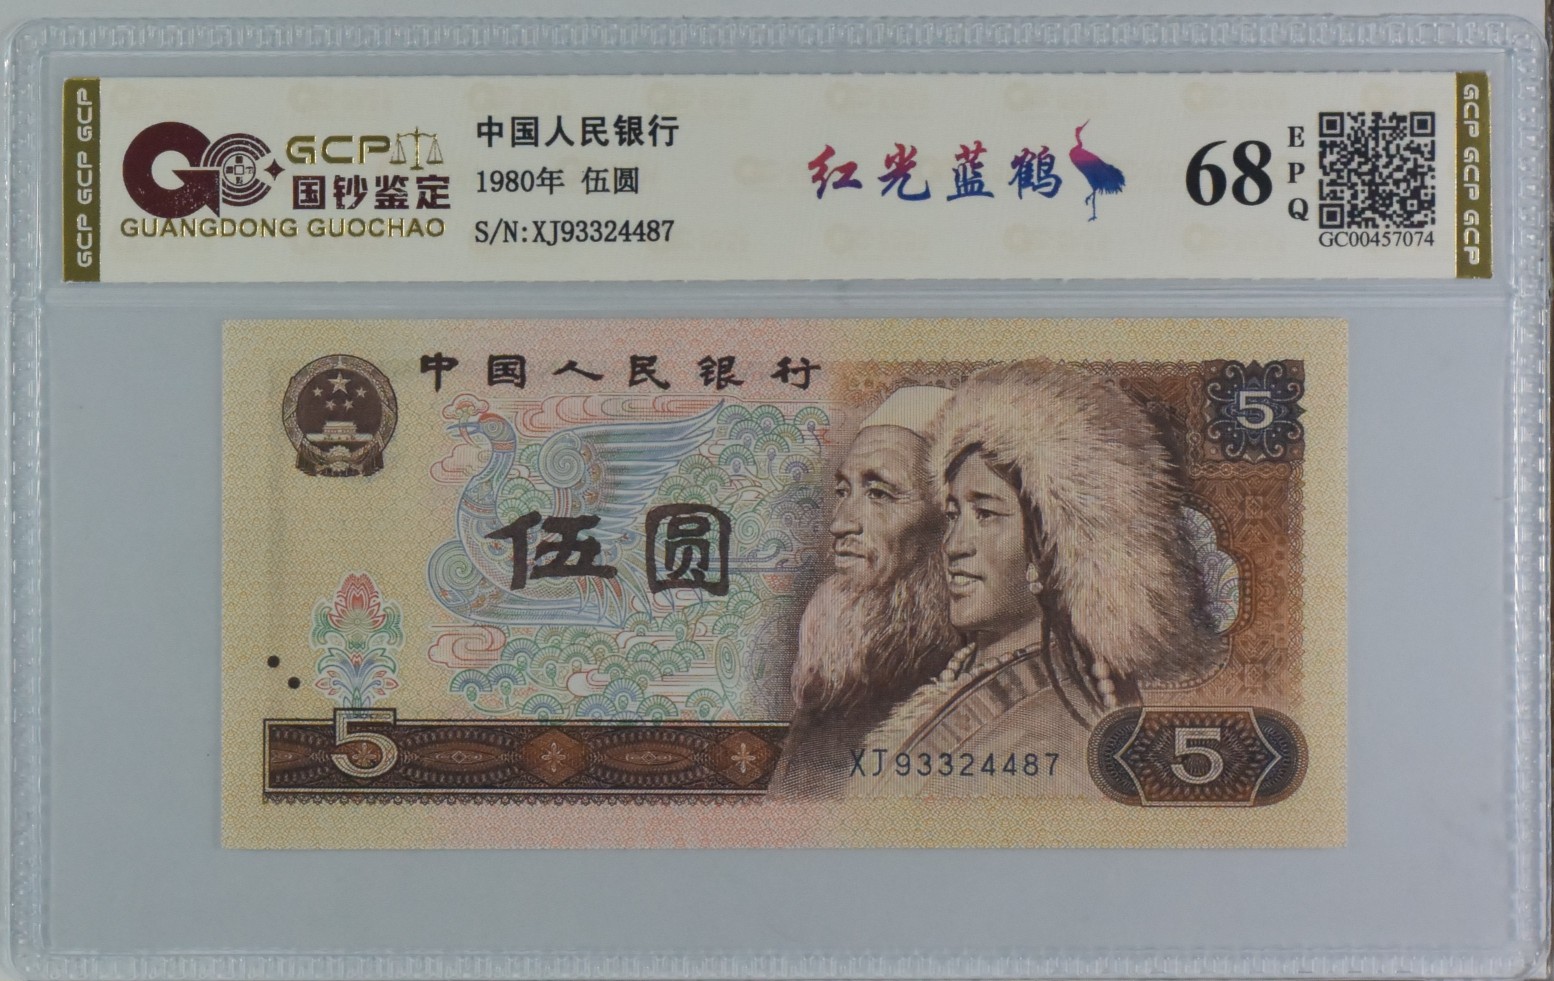 GCP GCP GCP
GCP
国钞鉴定
GUANGDONG GUOCHAO
中国人民银行
1980年 伍圆
S/N:XJ93324487
红光蓝鹤
68
EPQ
GC00457074
GCP GCP GCP
中国人民银行
5
伍圆
5
XJ93324487
5